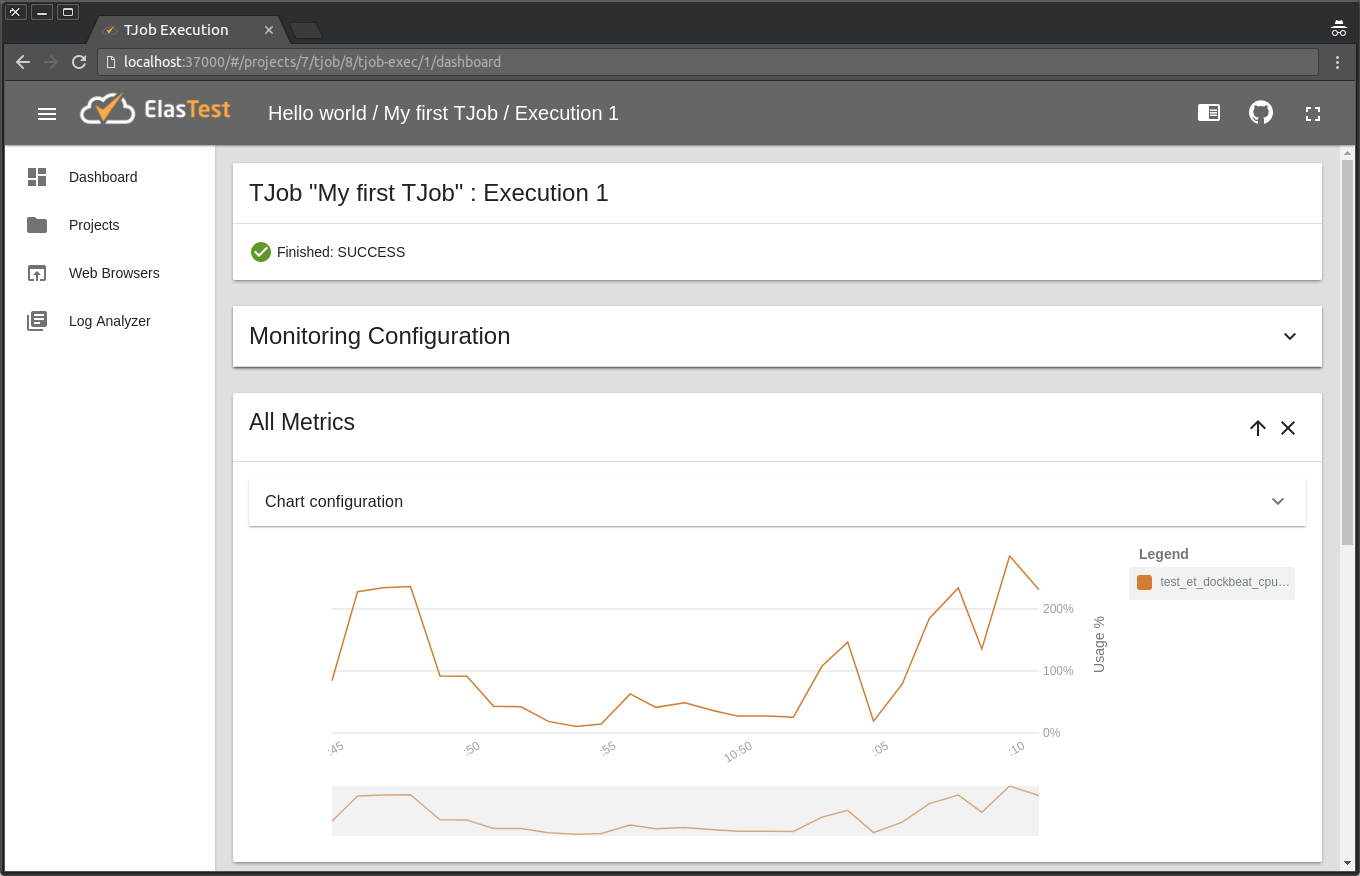 TJob Execution
localhost:37000/#/projects/7/tjob/8/tjob-exec/1/dashboard
ElasTest
Hello world / My first TJob / Execution 1
Dashboard
Projects
Web Browsers
Log Analyzer
TJob "My first TJob" : Execution 1
Finished: SUCCESS
Monitoring Configuration
All Metrics
Chart configuration
Legend
test_et_dockbeat_cpu…
200%
100%
0%
Usage %
:45
:50
:55
10:50
:05
:10